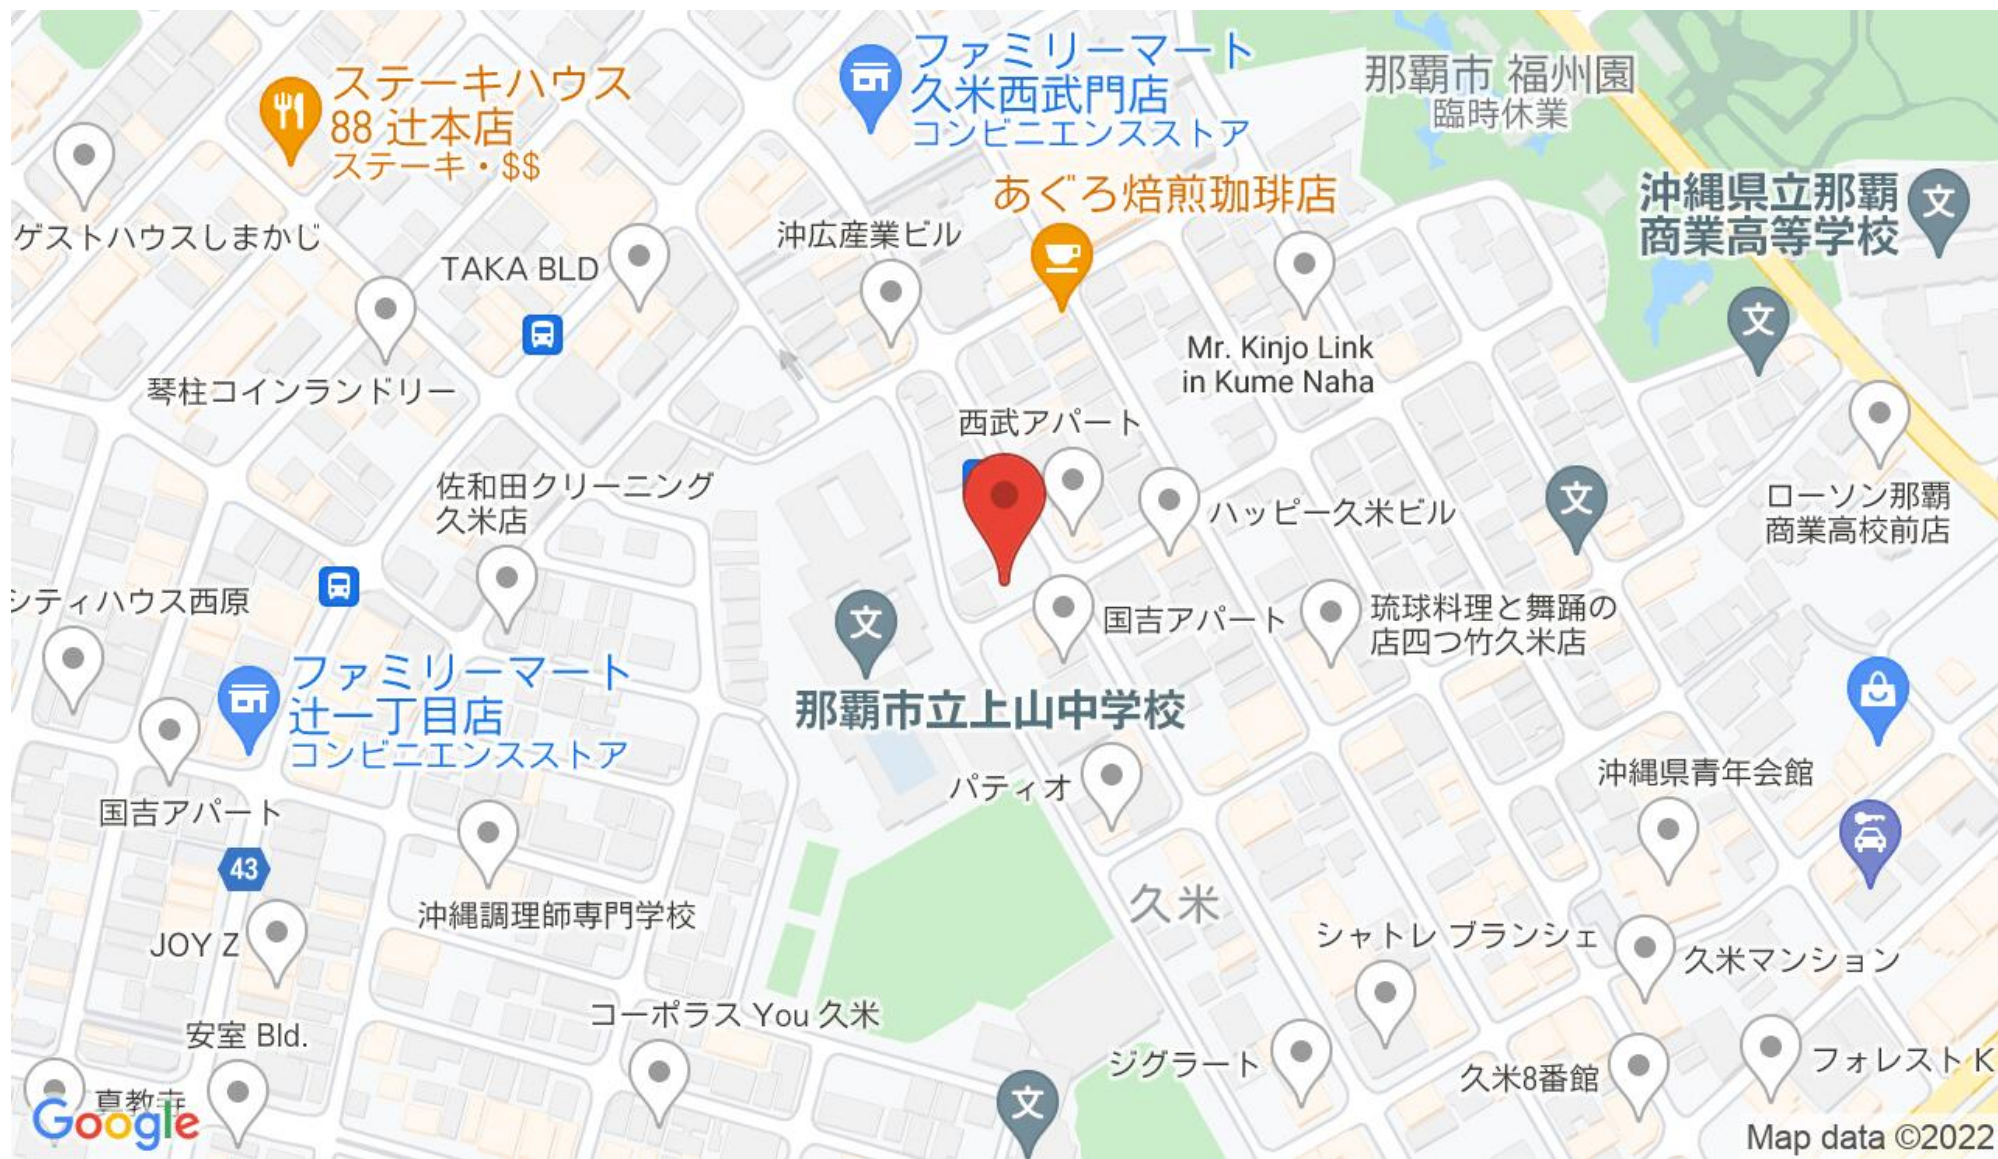 ファミリーマート
久米西武門店
コンビニエンスストア
ステーキハウス
88 辻本店
ステーキ・$$
那覇市 福州園
臨時休業
あぐろ焙煎珈琲店
沖縄県立那覇
商業高等学校
文
ゲストハウスしまかじ
TAKA BLD
沖広産業ビル
文
Mr. Kinjo Link
in Kume Naha
琴柱コインランドリー
西武アパート
佐和田クリーニング
久米店
ハッピー久米ビル
文
ローソン那覇
商業高校前店
シティハウス西原
文
国吉アパート
琉球料理と舞踊の
店四つ竹久米店
ファミリーマート
辻一丁目店
コンビニエンスストア
那覇市立上山中学校
パティオ
沖縄県青年会館
国吉アパート
43
沖縄調理師専門学校
久米
JOY Z
シャトレ ブランシェ
久米マンション
コーポラス You 久米
安室 Bld.
ジグラート
久米8番館
フォレスト K
真教寺
文
Google
Map data ©2022